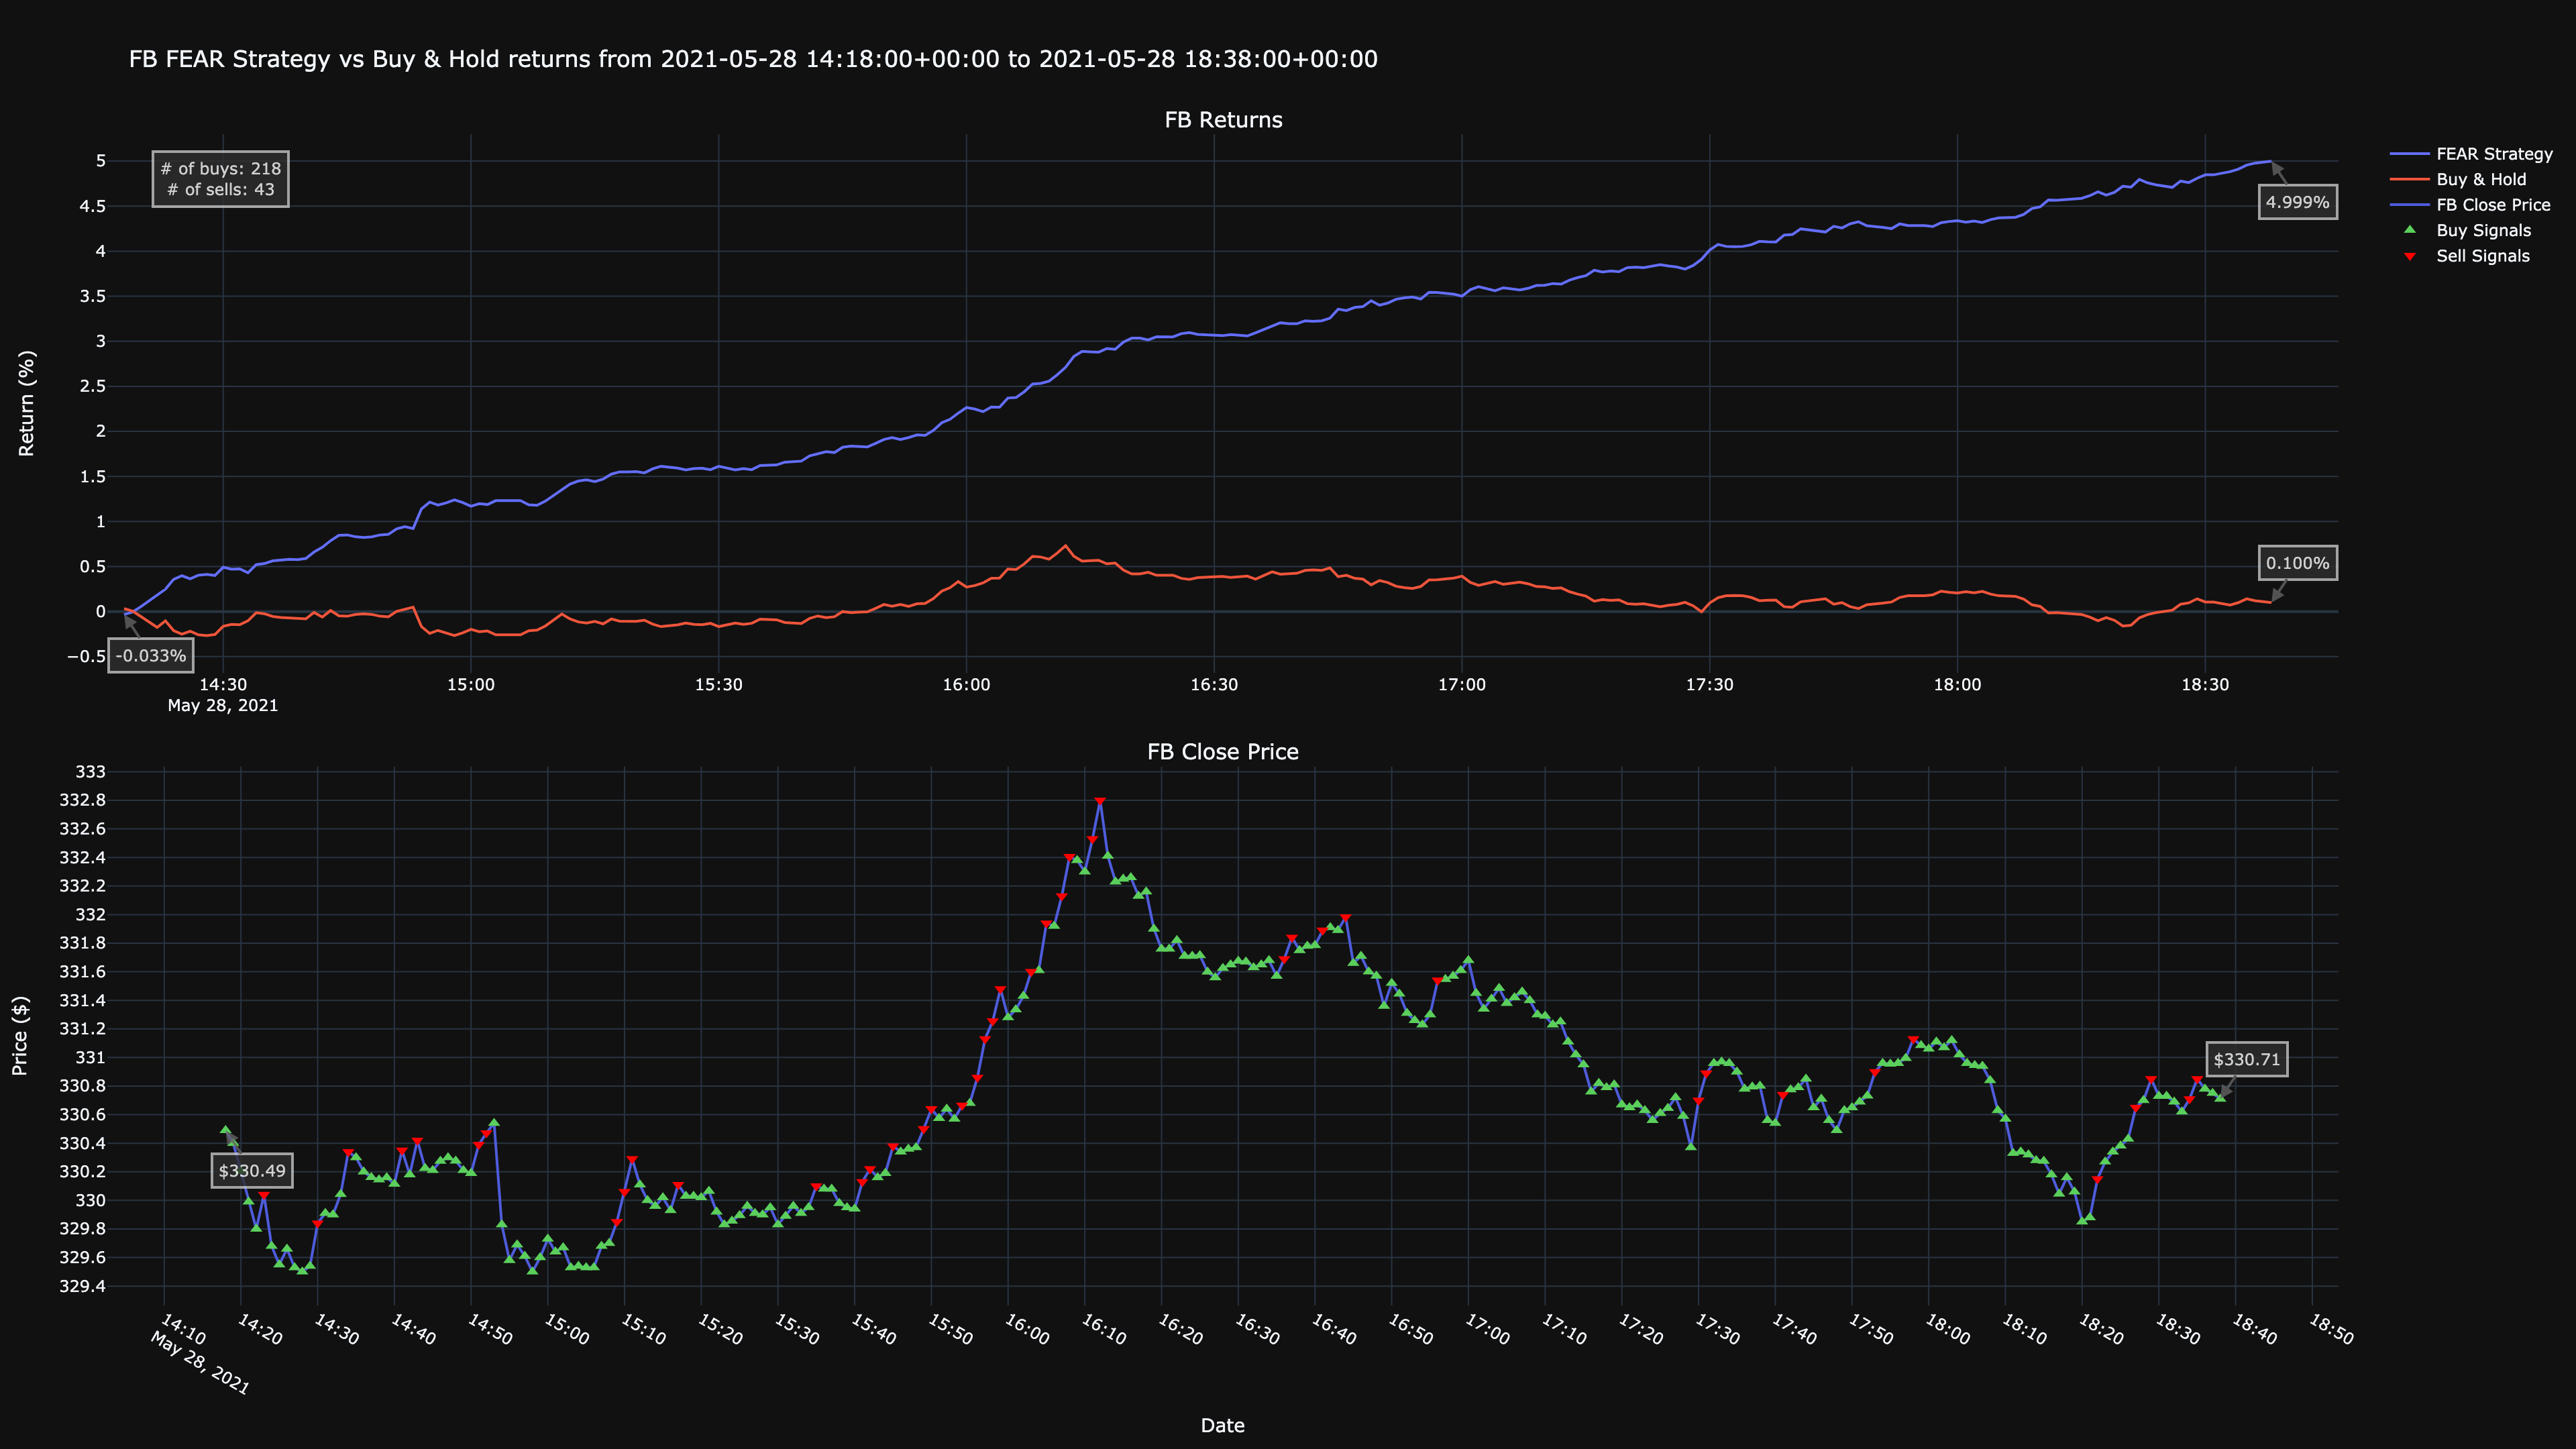 FB FEAR Strategy vs Buy & Hold returns from 2021-05-28 14:18:00+00:00 to 2021-05-28 18:38:00+00:00
FB Returns
# of buys: 218
# of sells: 43
FEAR Strategy
Buy & Hold
FB Close Price
Buy Signals
Sell Signals
5
4.5
4
3.5
3
2.5
2
1.5
1
0.5
0
−0.5
Return (%)
4.999%
0.100%
-0.033%
14:30 15:00 15:30 16:00 16:30 17:00 17:30 18:00 18:30
May 28, 2021
FB Close Price
333
332.8
332.6
332.4
332.2
332
331.8
331.6
331.4
331.2
331
330.8
330.6
330.4
330.2
330
329.8
329.6
329.4
Price ($)
$330.49
$330.71
14:10 14:20 14:30 14:40 14:50 15:00 15:10 15:20 15:30 15:40 15:50 16:00 16:10 16:20 16:30 16:40 16:50 17:00 17:10 17:20 17:30 17:40 17:50 18:00 18:10 18:20 18:30 18:40 18:50
May 28, 2021
Date